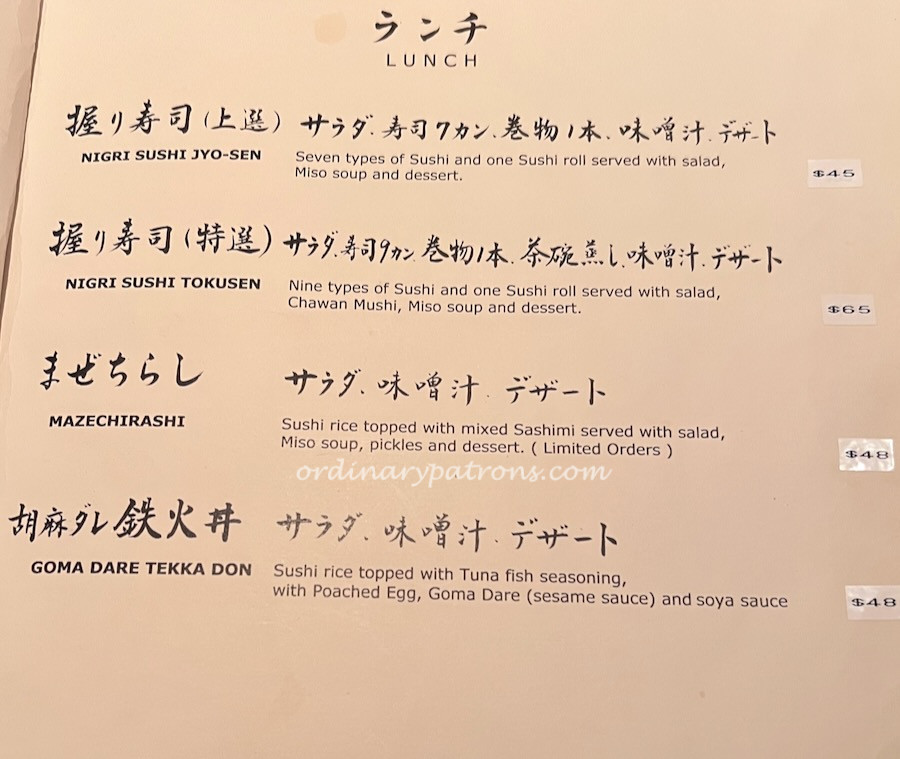 ランチ
LUNCH
握り寿司(上選) サラダ.寿司7カン.巻物1本.味噌汁.デザート
NIGRI SUSHI JYO-SEN
Seven types of Sushi and one Sushi roll served with salad,
Miso soup and dessert.
$45
握り寿司(特選) サラダ.寿司9カン 巻物1本.茶碗蒸し.味噌汁.デザート
NIGRI SUSHI TOKUSEN
Nine types of Sushi and one Sushi roll served with salad,
Chawan Mushi, Miso soup and dessert.
$65
まぜちらし サラダ.味噌汁.デザート
MAZECHIRASHI
Sushi rice topped with mixed Sashimi served with salad,
Miso soup, pickles and dessert. ( Limited Orders )
$48
ordinarypatrons.com
胡麻ダレ鉄火丼 サラダ.味噌汁.デザート
GOMA DARE TEKKA DON
Sushi rice topped with Tuna fish seasoning,
with Poached Egg, Goma Dare (sesame sauce) and soya sauce
$48